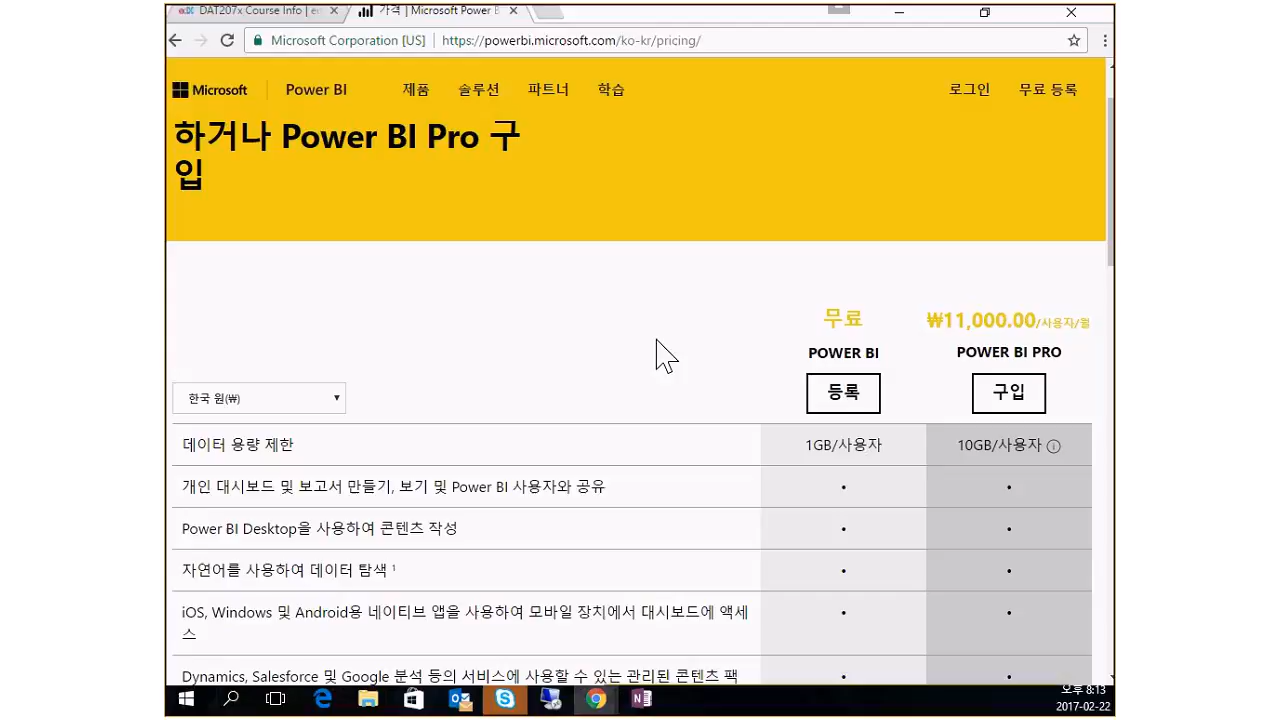 DAT207x Course Info | e
가격 | Microsoft Power B
Microsoft Corporation [US]
https://powerbi.microsoft.com/ko-kr/pricing/
Microsoft
Power BI
제품
솔루션
파트너
학습
로그인
무료 등록
하거나 Power BI Pro 구
입
무료
₩11,000.00/사용자/월
POWER BI
POWER BI PRO
한국 원(₩)
등록
구입
데이터 용량 제한
1GB/사용자
10GB/사용자
개인 대시보드 및 보고서 만들기, 보기 및 Power BI 사용자와 공유
Power BI Desktop을 사용하여 콘텐츠 작성
자연어를 사용하여 데이터 탐색 ¹
iOS, Windows 및 Android용 네이티브 앱을 사용하여 모바일 장치에서 대시보드에 액세
스
Dynamics, Salesforce 및 Google 분석 등의 서비스에 사용할 수 있는 관리된 콘텐츠 팩
오후 8:13
2017-02-22